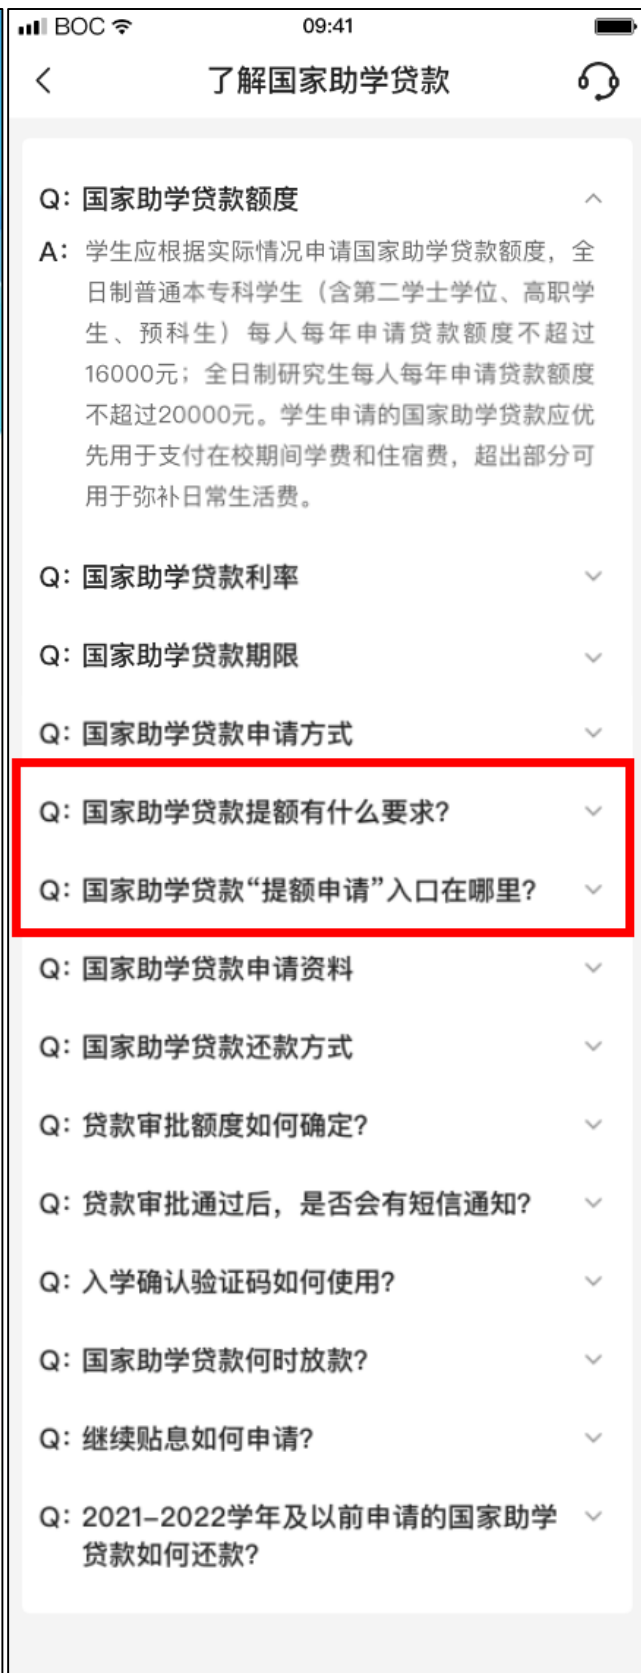 BOC
09:41
了解国家助学贷款
Q: 国家助学贷款额度
A: 学生应根据实际情况申请国家助学贷款额度，全
日制普通本专科学生（含第二学士学位、高职学
生、预科生）每人每年申请贷款额度不超过
16000元；全日制研究生每人每年申请贷款额度
不超过20000元。学生申请的国家助学贷款应优
先用于支付在校期间学费和住宿费，超出部分可
用于弥补日常生活费。
Q: 国家助学贷款利率
Q: 国家助学贷款期限
Q: 国家助学贷款申请方式
Q: 国家助学贷款提额有什么要求?
Q: 国家助学贷款“提额申请”入口在哪里?
Q: 国家助学贷款申请资料
Q: 国家助学贷款还款方式
Q: 贷款审批额度如何确定?
Q: 贷款审批通过后，是否会有短信通知?
Q: 入学确认验证码如何使用?
Q: 国家助学贷款何时放款?
Q: 继续贴息如何申请?
Q: 2021–2022学年及以前申请的国家助学
贷款如何还款?